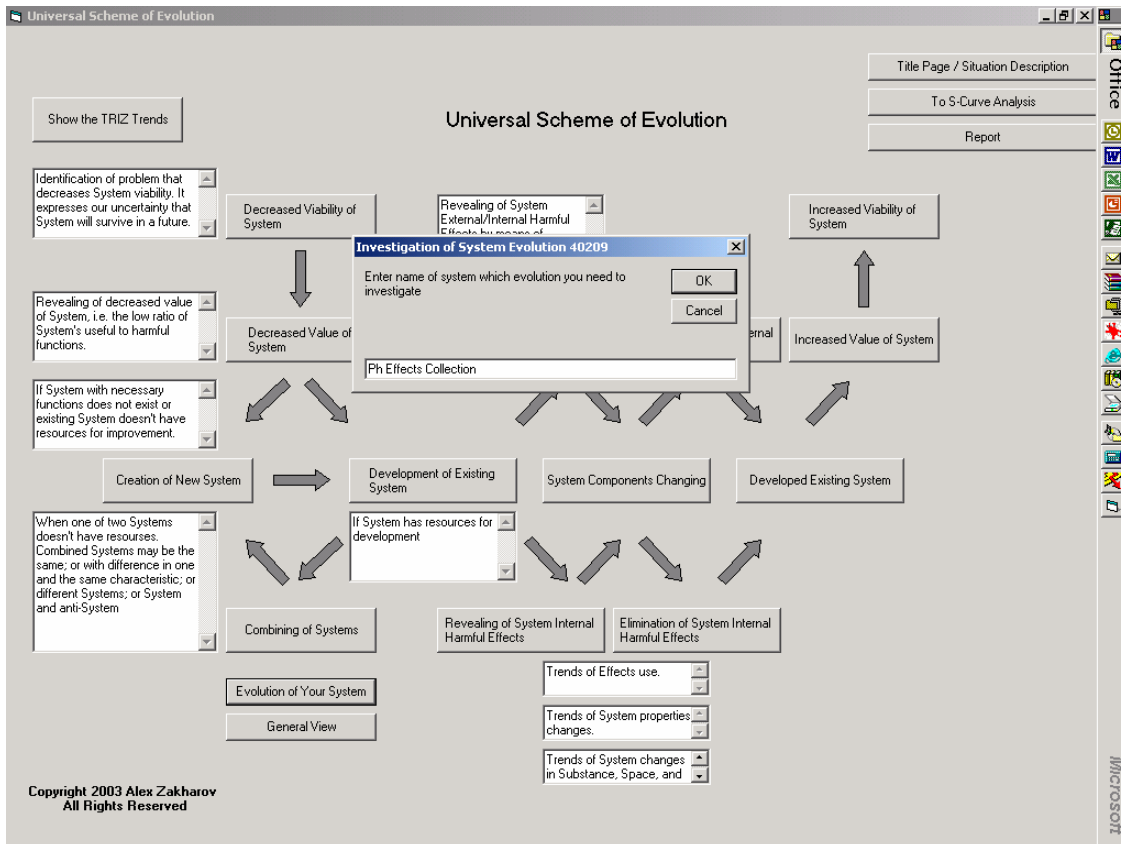 Universal Scheme of Evolution
Title Page / Situation Description
To S-Curve Analysis
Report
Show the TRIZ Trends
Universal Scheme of Evolution
Identification of problem that
decreases System viability. It
expresses our uncertainty that
System will survive in a future.
Decreased Viability of
System
Revealing of System
External/Internal Harmful
Effects by means of
Increased Viability of
System
Investigation of System Evolution 40209
Enter name of system which evolution you need to
investigate
OK
Cancel
Ph Effects Collection
Revealing of decreased value
of System, i.e. the low ratio of
System's useful to harmful
functions.
Decreased Value of
System
Increased Value of System
If System with necessary
functions does not exist or
existing System doesn't have
resources for improvement.
Creation of New System
Development of Existing
System
System Components Changing
Developed Existing System
When one of two Systems
doesn't have resourses.
Combined Systems may be the
same; or with difference in one
and the same characteristic; or
different Systems; or System
and anti-System
If System has resources for
development
Combining of Systems
Revealing of System Internal
Harmful Effects
Elimination of System Internal
Harmful Effects
Trends of Effects use.
Trends of System properties
changes.
Trends of System changes
in Substance, Space, and
Evolution of Your System
General View
Copyright 2003 Alex Zakharov
All Rights Reserved
Office
Microsoft